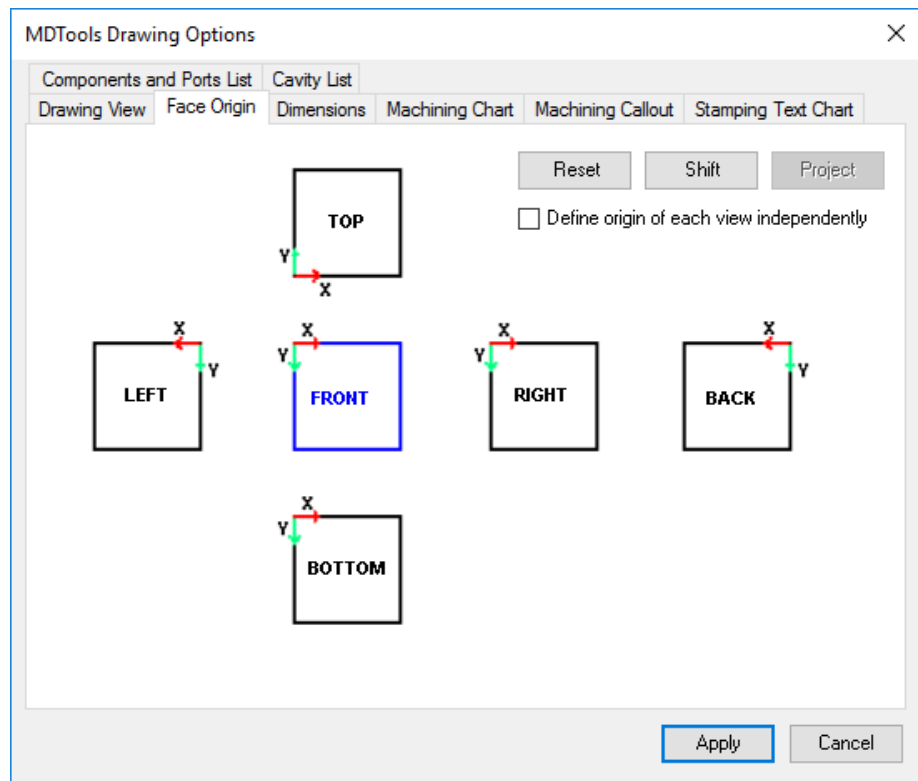 MDTools Drawing Options
Components and Ports List Cavity List
Drawing View Face Origin Dimensions Machining Chart Machining Callout Stamping Text Chart
Reset Shift Project
Define origin of each view independently
TOP
Y
X
X
Y
LEFT
X
Y
FRONT
X
Y
RIGHT
X
Y
BACK
X
Y
BOTTOM
Apply Cancel